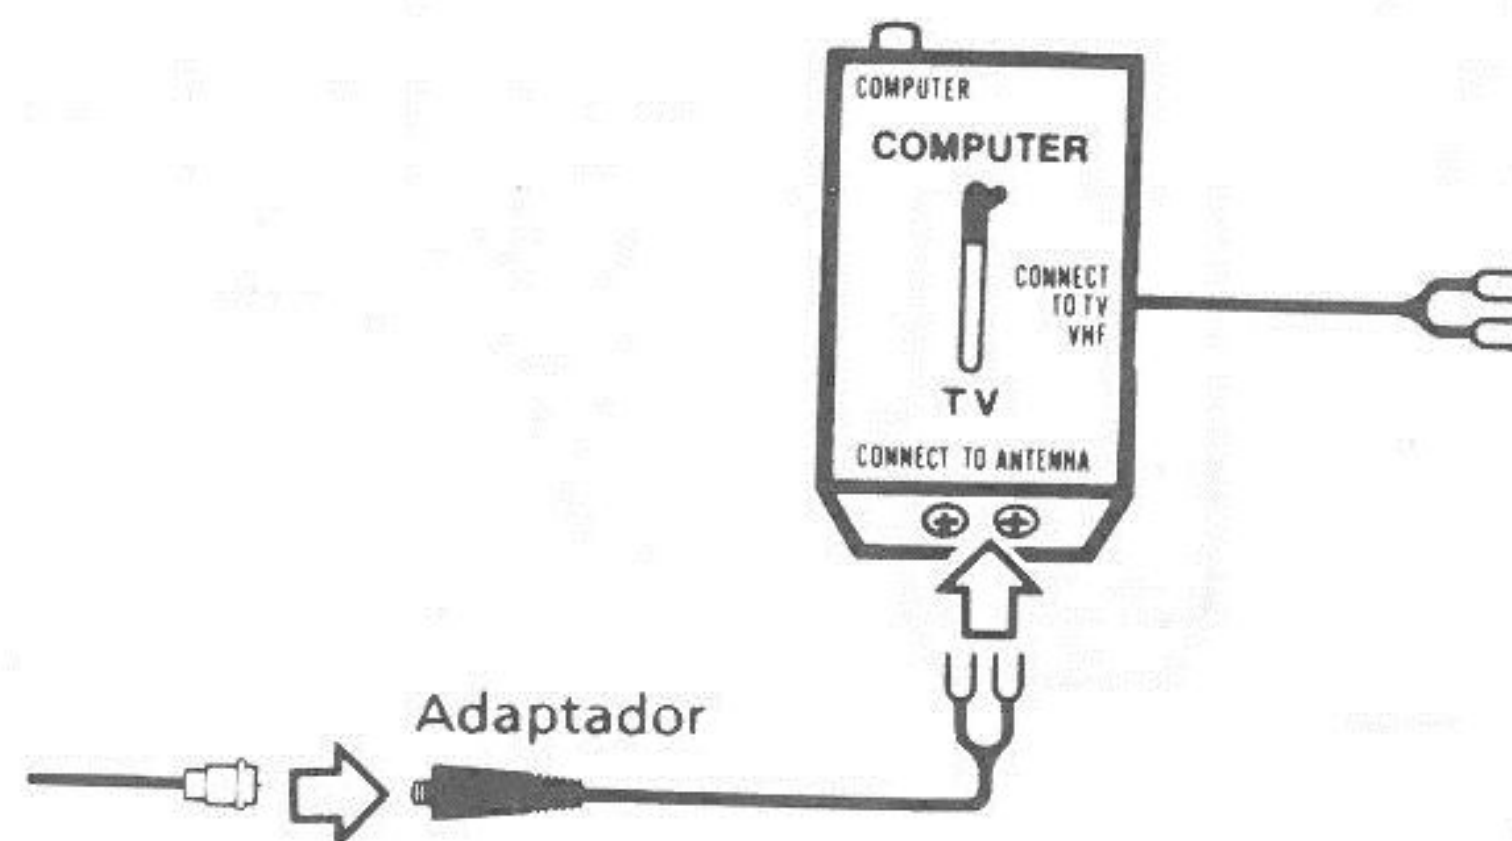 COMPUTER
COMPUTER
CONNECT
TO TV
VHF
TV
CONNECT TO ANTENNA
Adaptador